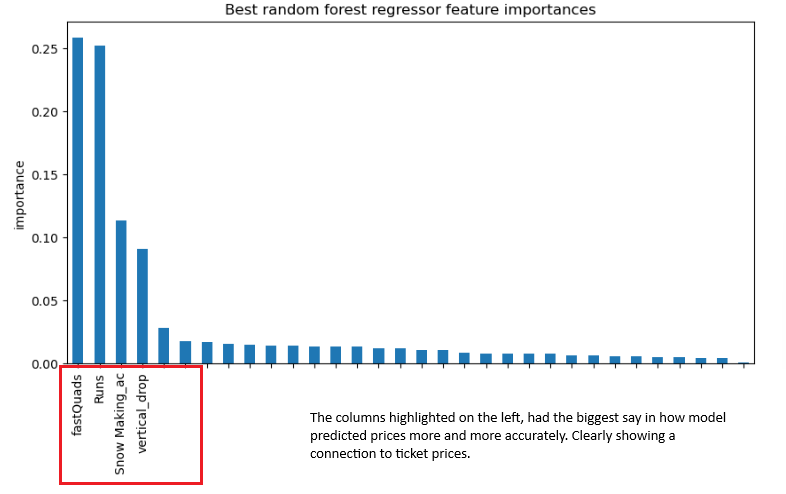 Best random forest regressor feature importances
importance
0.25
0.20
0.15
0.10
0.05
0.00
fastQuads
Runs
Snow Making_ac
vertical_drop
The columns highlighted on the left, had the biggest say in how model
predicted prices more and more accurately. Clearly showing a
connection to ticket prices.